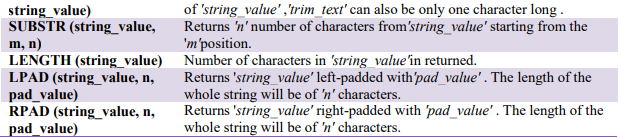 string_value) of 'string_value' ,'trim_text' can also be only one character long .
SUBSTR (string_value, Returns 'n' number of characters from'string_value' starting from the
m, n) 'm'position.
LENGTH (string_value) Number of characters in 'string_value'in returned.
LPAD (string_value, n, Returns 'string_value' left-padded with'pad_value' . The length of the
pad_value) whole string will be of 'n' characters.
RPAD (string_value, n, Returns 'string_value' right-padded with 'pad_value' . The length of the
pad_value) whole string will be of 'n' characters.